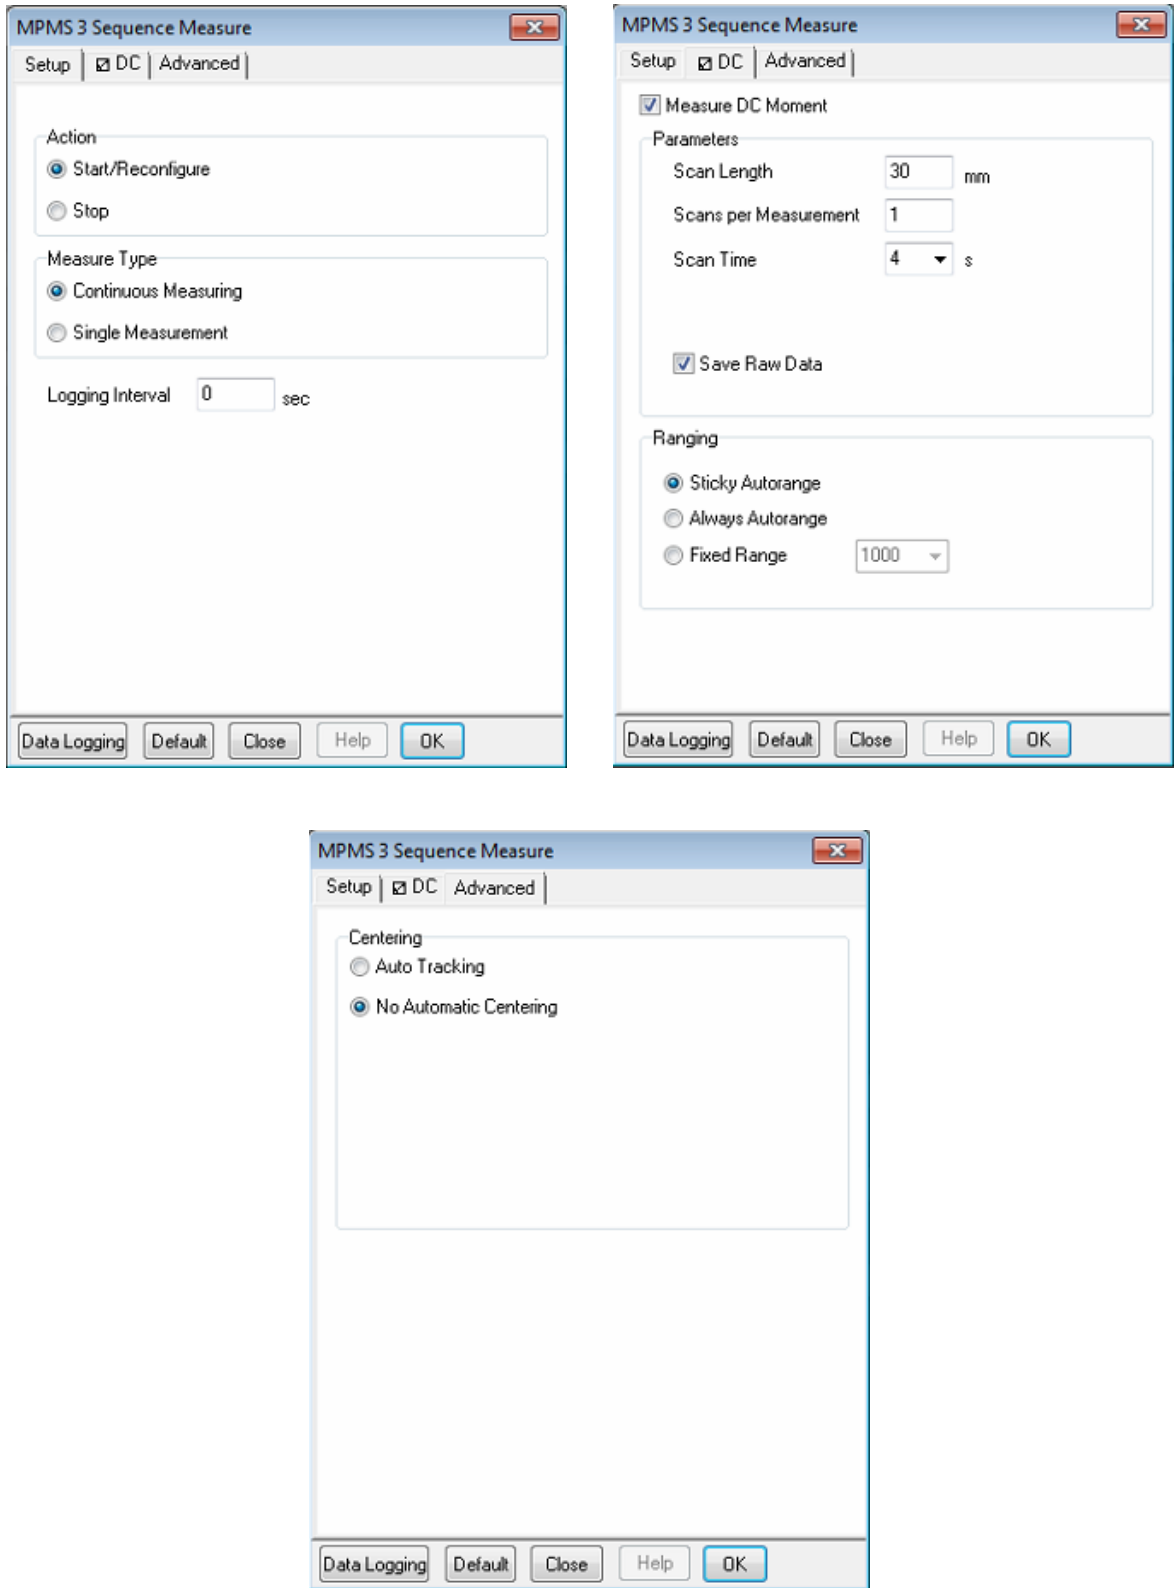 MPMS 3 Sequence Measure
Setup DC Advanced
Action
Start/Reconfigure
Stop
Measure Type
Continuous Measuring
Single Measurement
Logging Interval 0 sec
Data Logging Default Close Help OK
MPMS 3 Sequence Measure
Setup DC Advanced
Measure DC Moment
Parameters
Scan Length 30 mm
Scans per Measurement 1
Scan Time 4 s
Save Raw Data
Ranging
Sticky Autorange
Always Autorange
Fixed Range 1000
Data Logging Default Close Help OK
MPMS 3 Sequence Measure
Setup DC Advanced
Centering
Auto Tracking
No Automatic Centering
Data Logging Default Close Help OK